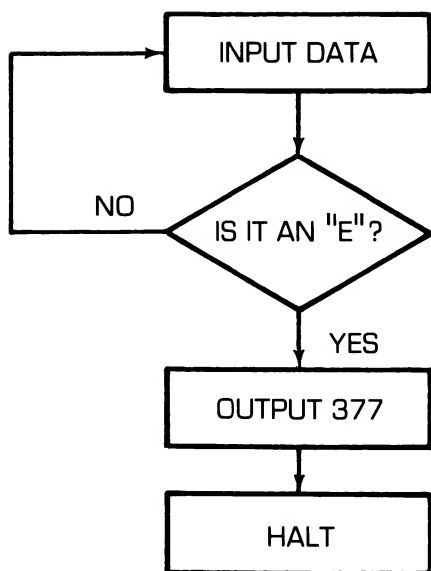 INPUT DATA
NO
IS IT AN "E"?
YES
OUTPUT 377
HALT